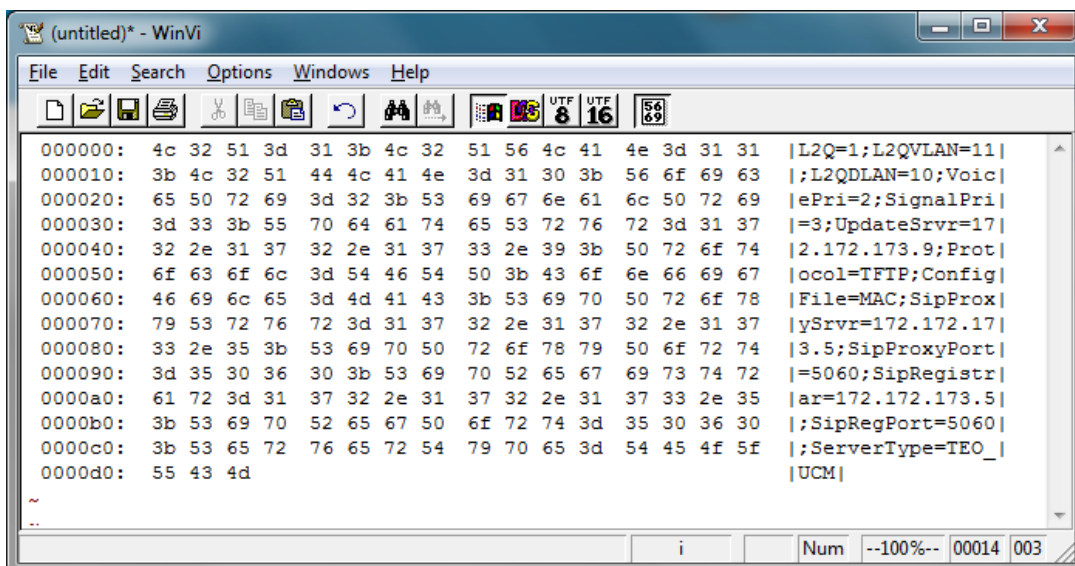 (untitled)* - WinVi
File Edit Search Options Windows Help
UTF 8 UTF 16 56 69
000000: 4c 32 51 3d 31 3b 4c 32 51 56 4c 41 4e 3d 31 31 |L2Q=1;L2QVLAN=11|
000010: 3b 4c 32 51 44 4c 41 4e 3d 31 30 3b 56 6f 69 63 |;L2QDLAN=10;Voic|
000020: 65 50 72 69 3d 32 3b 53 69 67 6e 61 6c 50 72 69 |ePri=2;SignalPri|
000030: 3d 33 3b 55 70 64 61 74 65 53 72 76 72 3d 31 37 |=3;UpdateSrvr=17|
000040: 32 2e 31 37 32 2e 31 37 33 2e 39 3b 50 72 6f 74 |2.172.173.9;Prot|
000050: 6f 63 6f 6c 3d 54 46 54 50 3b 43 6f 6e 66 69 67 |ocol=TFTP;Config|
000060: 46 69 6c 65 3d 4d 41 43 3b 53 69 70 50 72 6f 78 |File=MAC;SipProx|
000070: 79 53 72 76 72 3d 31 37 32 2e 31 37 32 2e 31 37 |ySrvr=172.172.17|
000080: 33 2e 35 3b 53 69 70 50 72 6f 78 79 50 6f 72 74 |3.5;SipProxyPort|
000090: 3d 35 30 36 30 3b 53 69 70 52 65 67 69 73 74 72 |=5060;SipRegistr|
0000a0: 61 72 3d 31 37 32 2e 31 37 32 2e 31 37 33 2e 35 |ar=172.172.173.5|
0000b0: 3b 53 69 70 52 65 67 50 6f 72 74 3d 35 30 36 30 |;SipRegPort=5060|
0000c0: 3b 53 65 72 76 65 72 54 79 70 65 3d 54 45 4f 5f |;ServerType=TEO_|
0000d0: 55 43 4d |UCM|
~
i Num --100%-- 00014 003